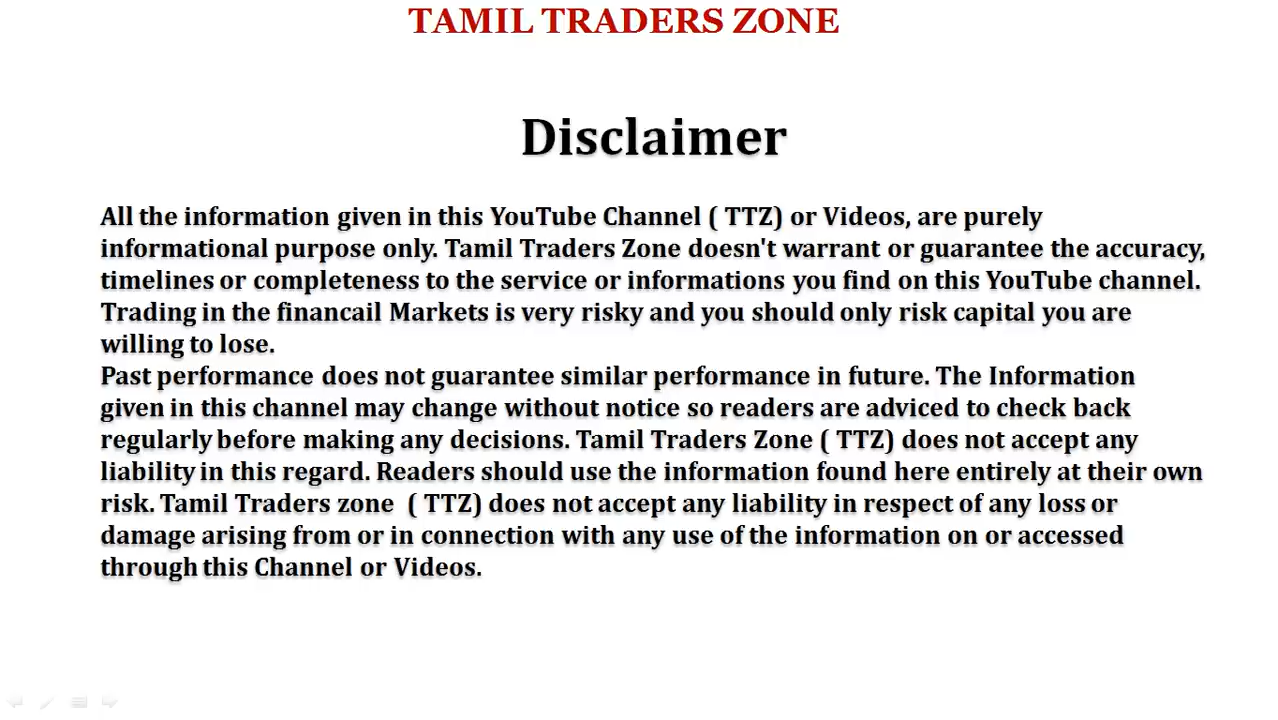 TAMIL TRADERS ZONE
Disclaimer
All the information given in this YouTube Channel ( TTZ) or Videos, are purely
informational purpose only. Tamil Traders Zone doesn't warrant or guarantee the accuracy,
timelines or completeness to the service or informations you find on this YouTube channel.
Trading in the financail Markets is very risky and you should only risk capital you are
willing to lose.
Past performance does not guarantee similar performance in future. The Information
given in this channel may change without notice so readers are adviced to check back
regularly before making any decisions. Tamil Traders Zone ( TTZ) does not accept any
liability in this regard. Readers should use the information found here entirely at their own
risk. Tamil Traders zone  ( TTZ) does not accept any liability in respect of any loss or
damage arising from or in connection with any use of the information on or accessed
through this Channel or Videos.